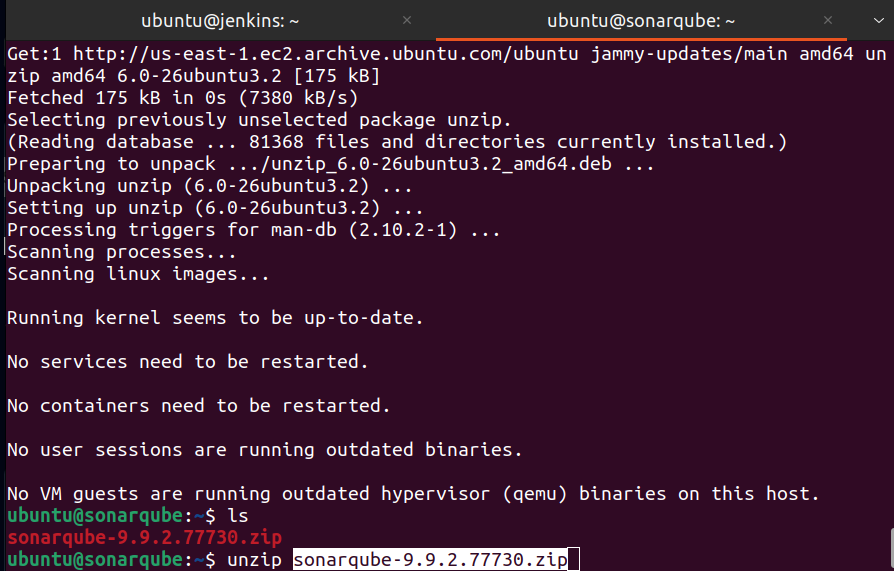 ubuntu@jenkins: ~ × ubuntu@sonarqube: ~ ×
Get:1 http://us-east-1.ec2.archive.ubuntu.com/ubuntu jammy-updates/main amd64 un
zip amd64 6.0-26ubuntu3.2 [175 kB]
Fetched 175 kB in 0s (7380 kB/s)
Selecting previously unselected package unzip.
(Reading database ... 81368 files and directories currently installed.)
Preparing to unpack .../unzip_6.0-26ubuntu3.2_amd64.deb ...
Unpacking unzip (6.0-26ubuntu3.2) ...
Setting up unzip (6.0-26ubuntu3.2) ...
Processing triggers for man-db (2.10.2-1) ...
Scanning processes...
Scanning linux images...
Running kernel seems to be up-to-date.
No services need to be restarted.
No containers need to be restarted.
No user sessions are running outdated binaries.
No VM guests are running outdated hypervisor (qemu) binaries on this host.
ubuntu@sonarqube:~$ ls
sonarqube-9.9.2.77730.zip
ubuntu@sonarqube:~$ unzip sonarqube-9.9.2.77730.zip